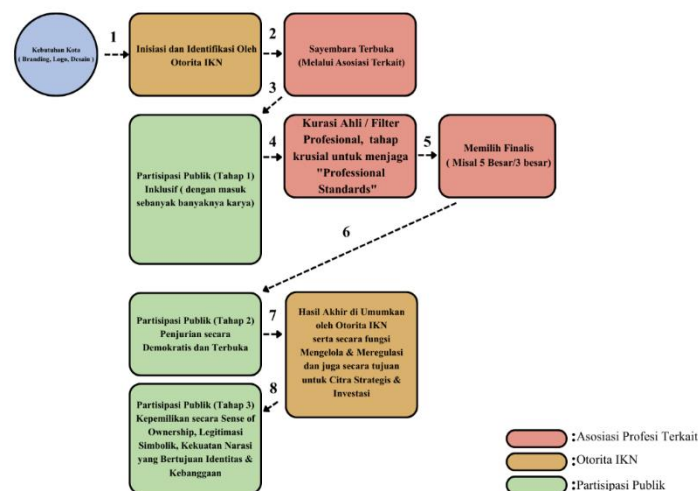 Kebutuhan Kota
( Branding, Logo, Desain )
1
Inisiasi dan Identifikasi Oleh
Otorita IKN
2
Sayembara Terbuka
(Melalui Asosiasi Terkait)
3
Partisipasi Publik (Tahap 1)
Inklusif ( dengan masuk
sebanyak banyaknya karya)
4
Kurasi Ahli / Filter
Profesional, tahap
krusial untuk menjaga
"Professional
Standards"
5
Memilih Finalis
( Misal 5 Besar/3 besar)
6
Partisipasi Publik (Tahap 2)
Penjurian secara
Demokratis dan Terbuka
7
Hasil Akhir di Umumkan
oleh Otorita IKN
serta secara fungsi
Mengelola & Meregulasi
dan juga secara tujuan
untuk Citra Strategis &
Investasi
8
Partisipasi Publik (Tahap 3)
Kepemilikan secara Sense of
Ownership, Legitimasi
Simbolik, Kekuatan Narasi
yang Bertujuan Identitas &
Kebanggaan
:Asosiasi Profesi Terkait
:Otorita IKN
:Partisipasi Publik